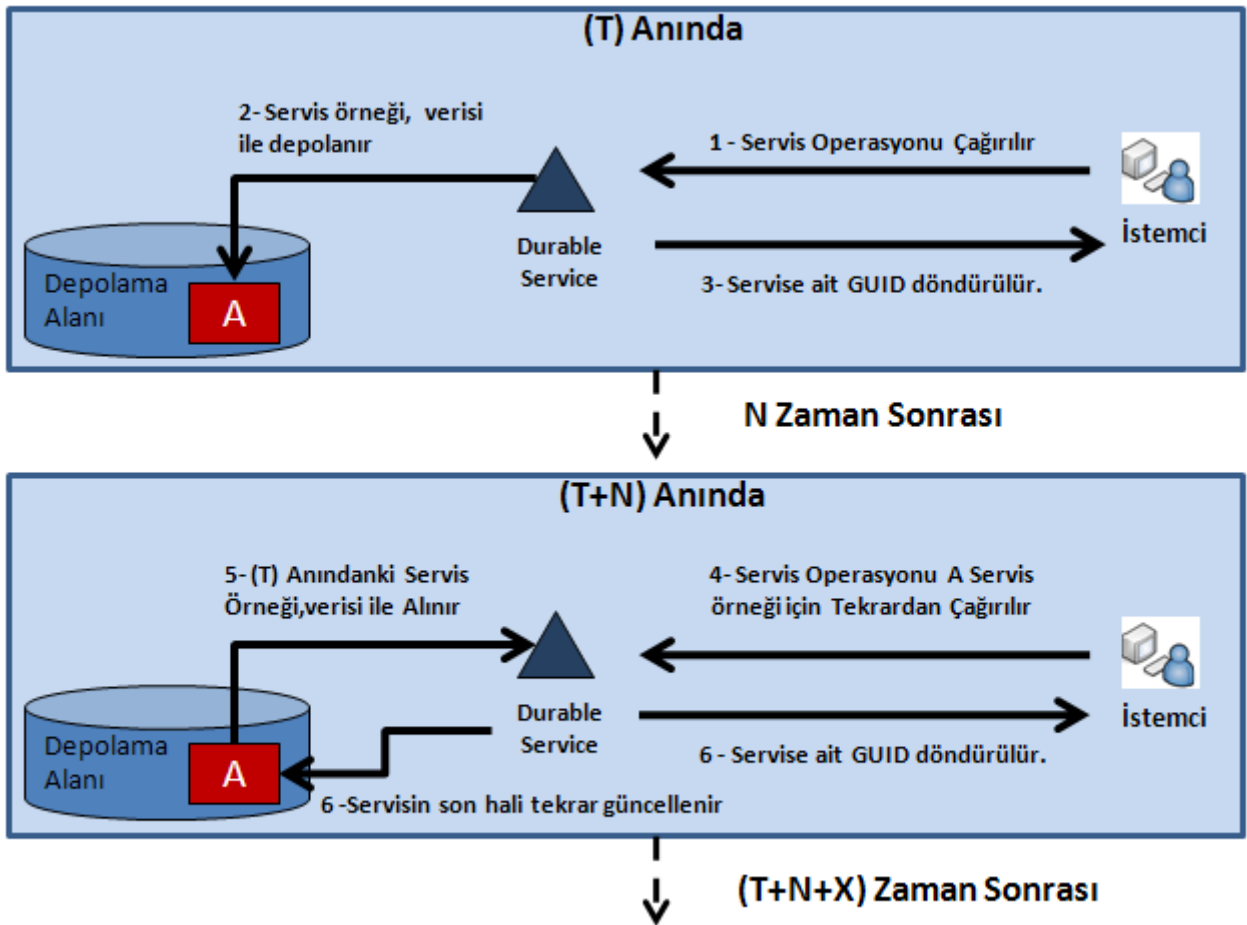 (T) Anında
2- Servis örneği, verisi
ile depolanır
1 - Servis Operasyonu Çağırılır
Durable
Service
İstemci
Depolama
Alanı
A
3- Servise ait GUID döndürülür.
N Zaman Sonrası
(T+N) Anında
5- (T) Anındanki Servis
Örneği,verisi ile Alınır
4- Servis Operasyonu A Servis
örneği için Tekrardan Çağırılır
Durable
Service
İstemci
Depolama
Alanı
A
6 - Servise ait GUID döndürülür.
6 -Servisin son hali tekrar güncellenir
(T+N+X) Zaman Sonrası